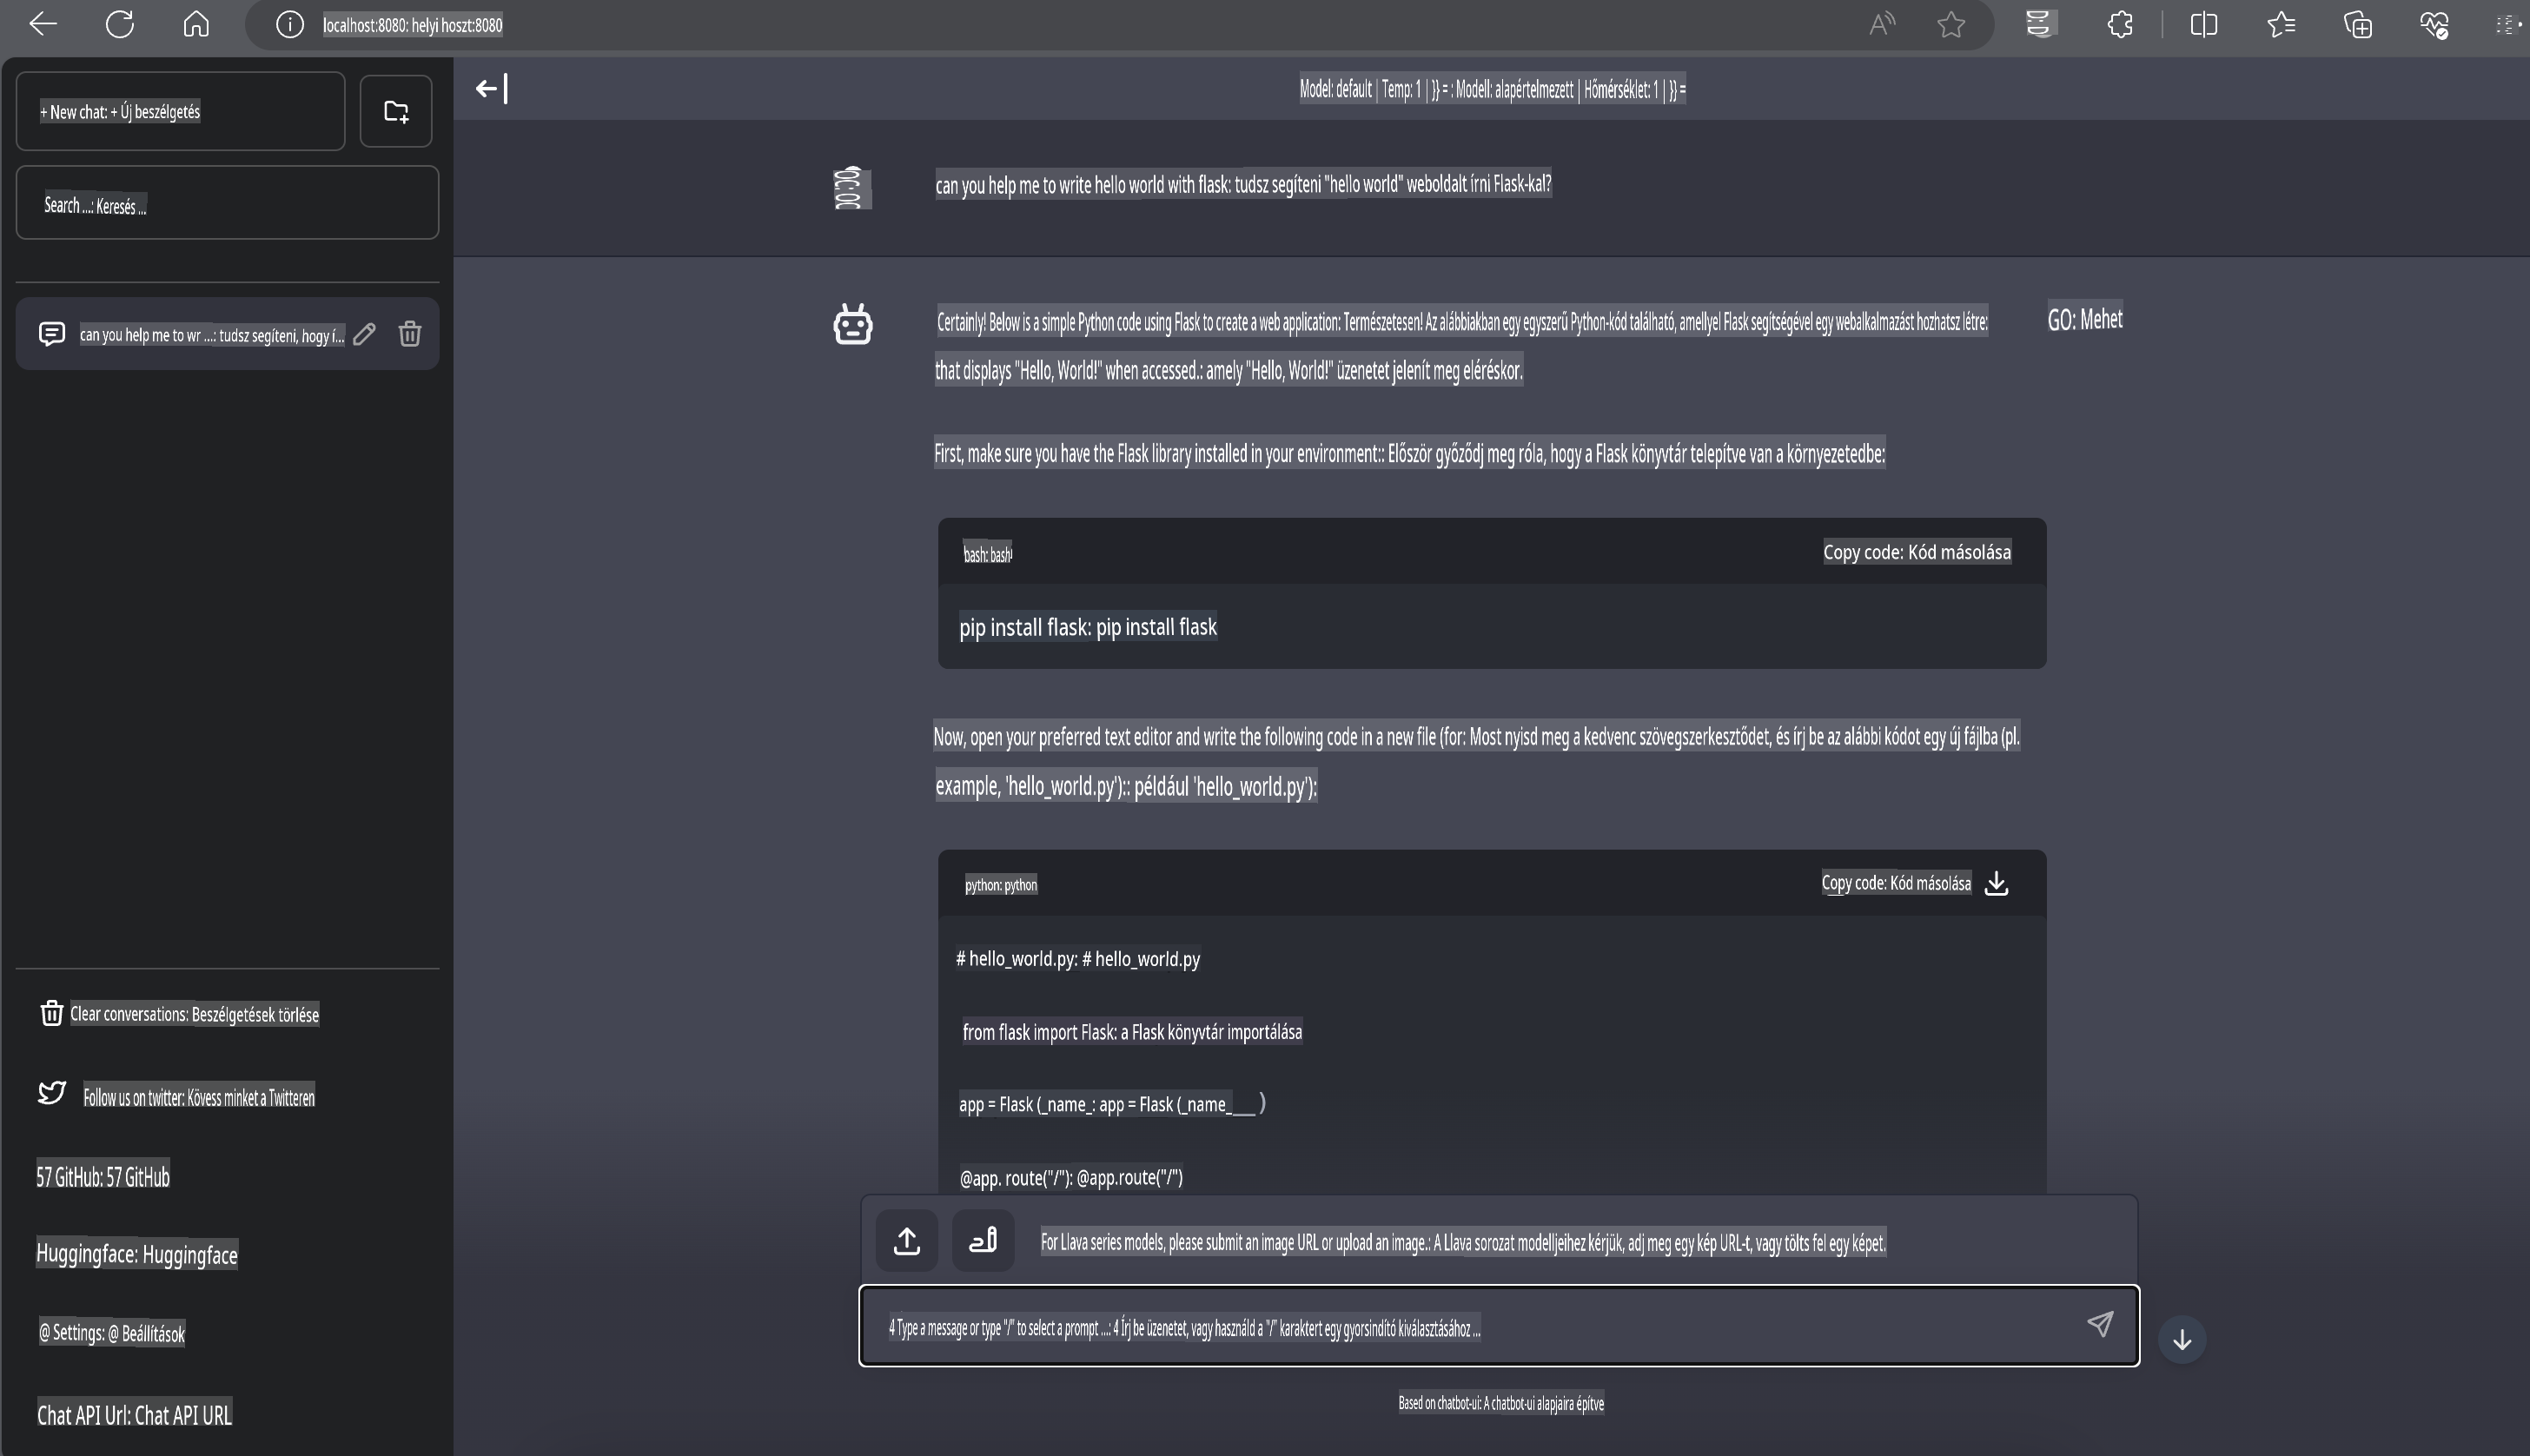 localhost:8080: helyi hoszt:8080
+ New chat: + Új beszélgetés
Search ...: Keresés ...
can you help me to wr ...: tudsz segíteni, hogy í...
Clear conversations: Beszélgetések törlése
Follow us on twitter: Kövess minket a Twitteren
57 GitHub: 57 GitHub
Huggingface: Huggingface
@ Settings: @ Beállítások
Chat API Url: Chat API URL
Model: default | Temp: 1 | }} = : Modell: alapértelmezett | Hőmérséklet: 1 | }} =
can you help me to write hello world with flask: tudsz segíteni "hello world" weboldalt írni Flask-kal?
Certainly! Below is a simple Python code using Flask to create a web application: Természetesen! Az alábbiakban egy egyszerű Python-kód található, amellyel Flask segítségével egy webalkalmazást hozhatsz létre:
GO: Mehet
that displays "Hello, World!" when accessed.: amely "Hello, World!" üzenetet jelenít meg eléréskor.
First, make sure you have the Flask library installed in your environment:: Először győződj meg róla, hogy a Flask könyvtár telepítve van a környezetedbe:
bash: bash
Copy code: Kód másolása
pip install flask: pip install flask
Now, open your preferred text editor and write the following code in a new file (for: Most nyisd meg a kedvenc szövegszerkesztődet, és írj be az alábbi kódot egy új fájlba (pl.
example, 'hello_world.py'):: például 'hello_world.py'):
python: python
Copy code: Kód másolása
# hello_world.py: # hello_world.py
from flask import Flask: a Flask könyvtár importálása
app = Flask (_name_: app = Flask (_name_ __ )
@app. route("/"): @app.route("/")
For Llava series models, please submit an image URL or upload an image.: A Llava sorozat modelljeihez kérjük, adj meg egy kép URL-t, vagy tölts fel egy képet.
4 Type a message or type "/" to select a prompt ...: 4 Írj be üzenetet, vagy használd a "/" karaktert egy gyorsindító kiválasztásához ...
Based on chatbot-ui: A chatbot-ui alapjaira építve